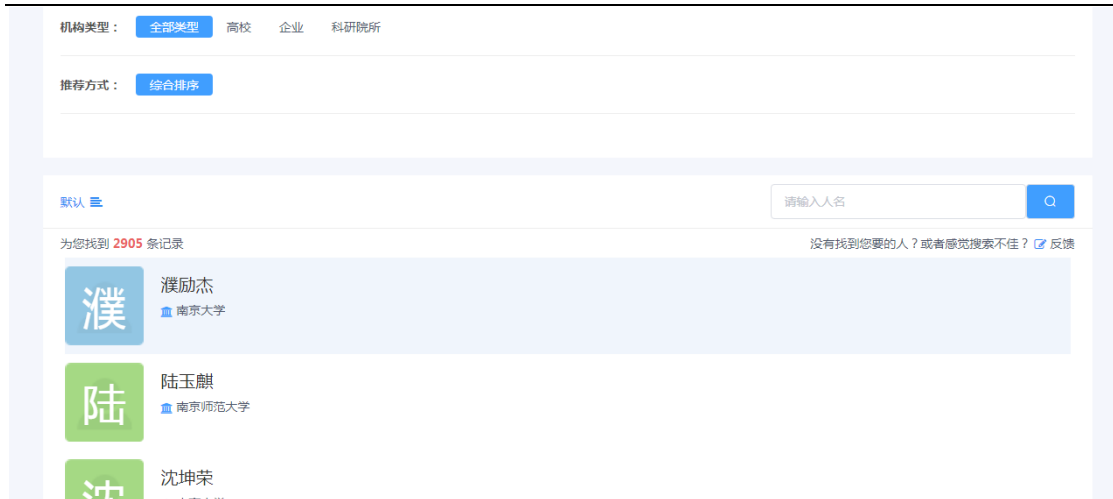 机构类型： 全部类型 高校 企业 科研院所
推荐方式： 综合排序
默认 请输入人名
为您找到 2905 条记录 没有找到您要的人？或者感觉搜索不佳？ 反馈
濮 濮励杰
南京大学
陆 陆玉麒
南京师范大学
沈 沈坤荣